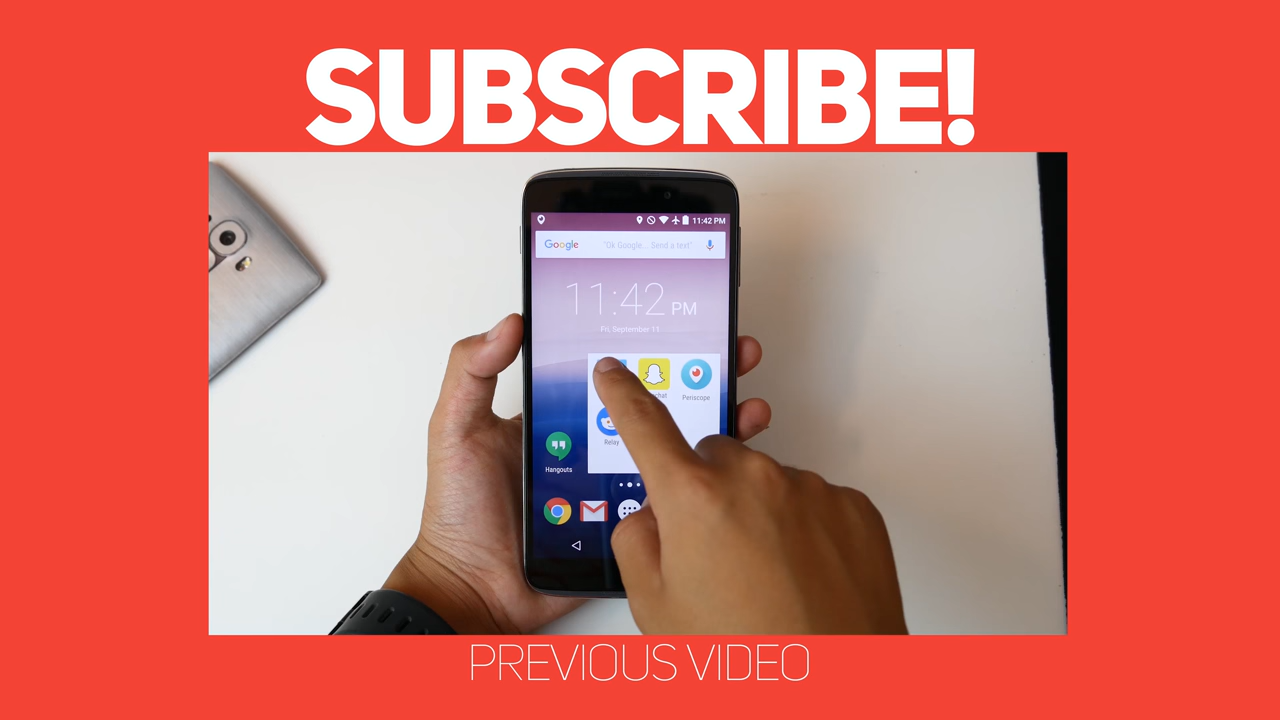 SUBSCRIBE!
11:42 PM
Google "Ok Google... Send a text"
11:42 PM
Fri, September 11
chat Periscope
Relay
Hangouts
PREVIOUS VIDEO